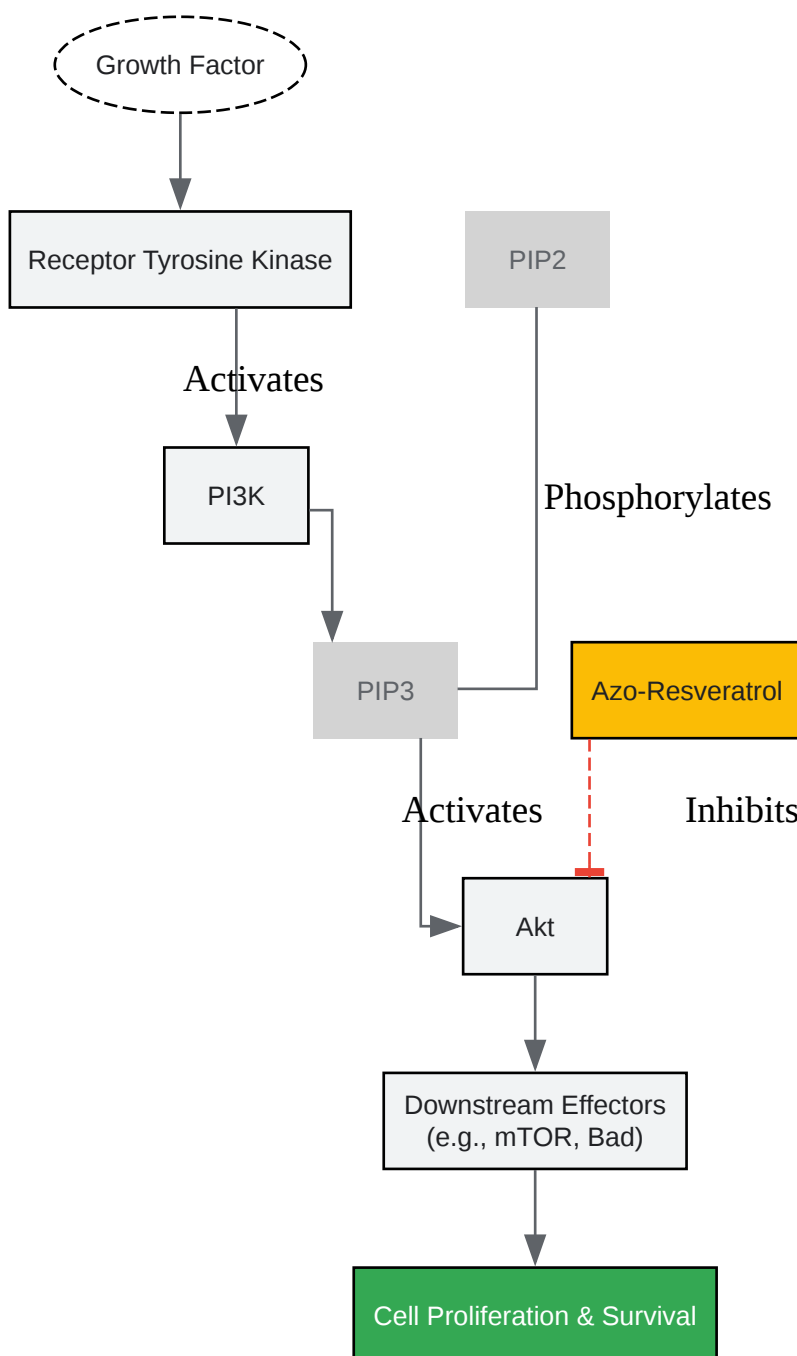 Growth Factor
Receptor Tyrosine Kinase
PIP2
Activates
PI3K
Phosphorylates
PIP3
Azo-Resveratrol
Activates
Inhibits
Akt
Downstream Effectors
(e.g., mTOR, Bad)
Cell Proliferation & Survival